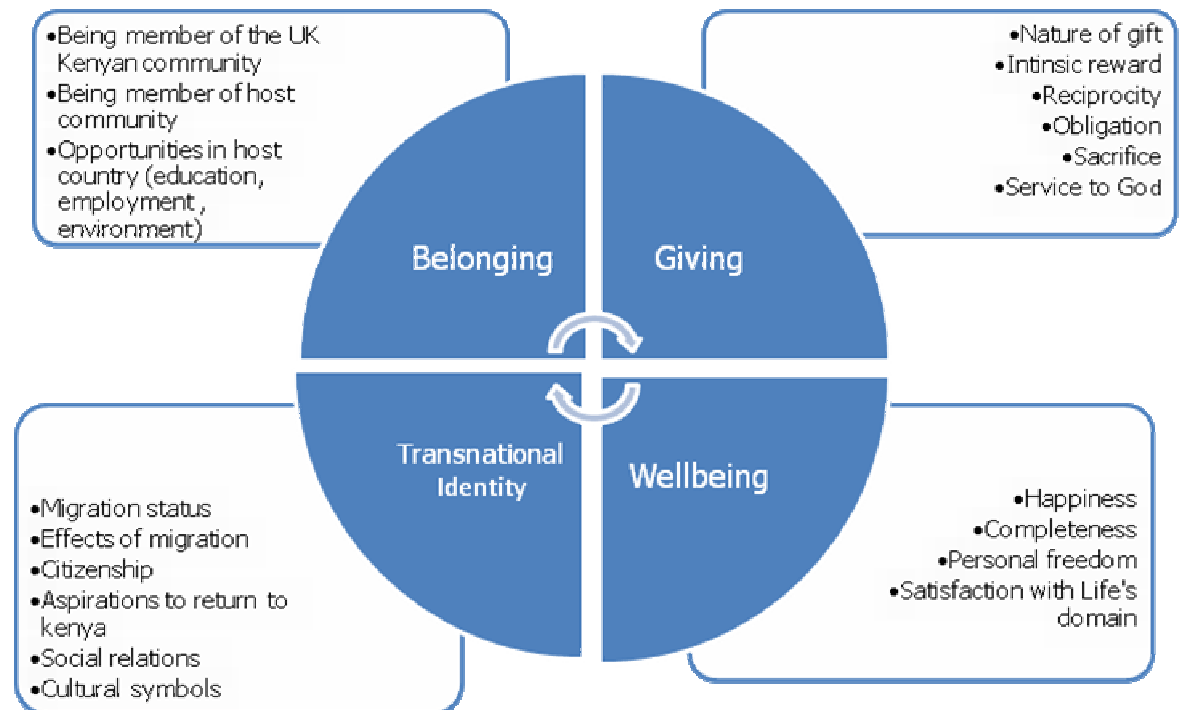 •Being member of the UK
Kenyan community
•Being member of host
community
•Opportunities in host
country (education,
employment ,
environment)
•Nature of gift
•Intinsic reward
•Reciprocity
•Obligation
•Sacrifice
•Service to God
Belonging
Giving
Transnational
Identity
Wellbeing
•Migration status
•Effects of migration
•Citizenship
•Aspirations to return to
kenya
•Social relations
•Cultural symbols
•Happiness
•Completeness
•Personal freedom
•Satisfaction with Life's
domain